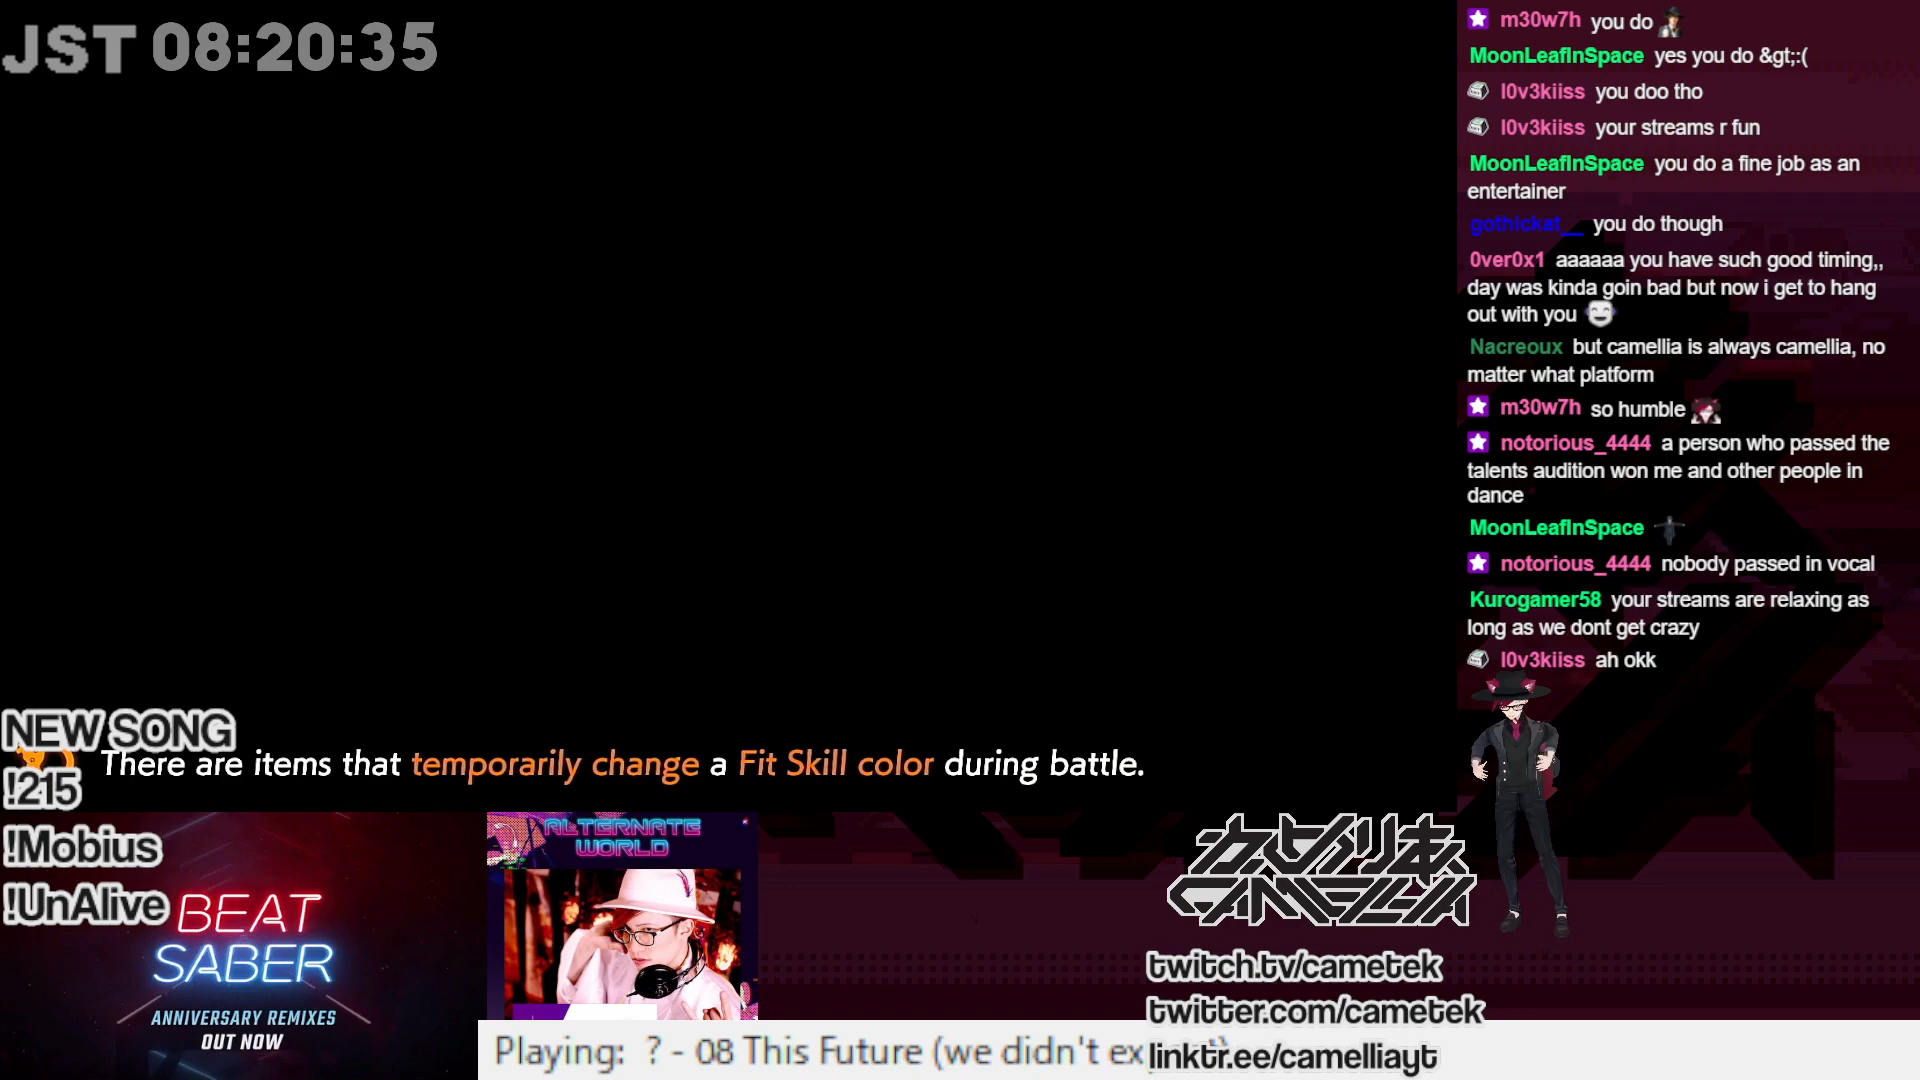 JST 08:20:35
m30w7h you do
MoonLeafInSpace yes you do &gt;:(
l0v3kiiss you doo tho
l0v3kiiss your streams r fun
MoonLeafInSpace you do a fine job as an
entertainer
gothickat__ you do though
0ver0x1 aaaaaa you have such good timing,,
day was kinda goin bad but now i get to hang
out with you
Nacreoux but camellia is always camellia, no
matter what platform
m30w7h so humble
notorious_4444 a person who passed the
talents audition won me and other people in
dance
MoonLeafInSpace
notorious_4444 nobody passed in vocal
Kurogamer58 your streams are relaxing as
long as we dont get crazy
l0v3kiiss ah okk
NEW SONG
There are items that temporarily change a Fit Skill color during battle.
!215
!Mobius
!UnAlive
BEAT
SABER
ANNIVERSARY REMIXES
OUT NOW
ALTERNATE
WORLD
かめりあ
CAMELLIA
twitch.tv/cametek
twitter.com/cametek
linktr.ee/camelliayt
Playing: ? - 08 This Future (we didn't ex